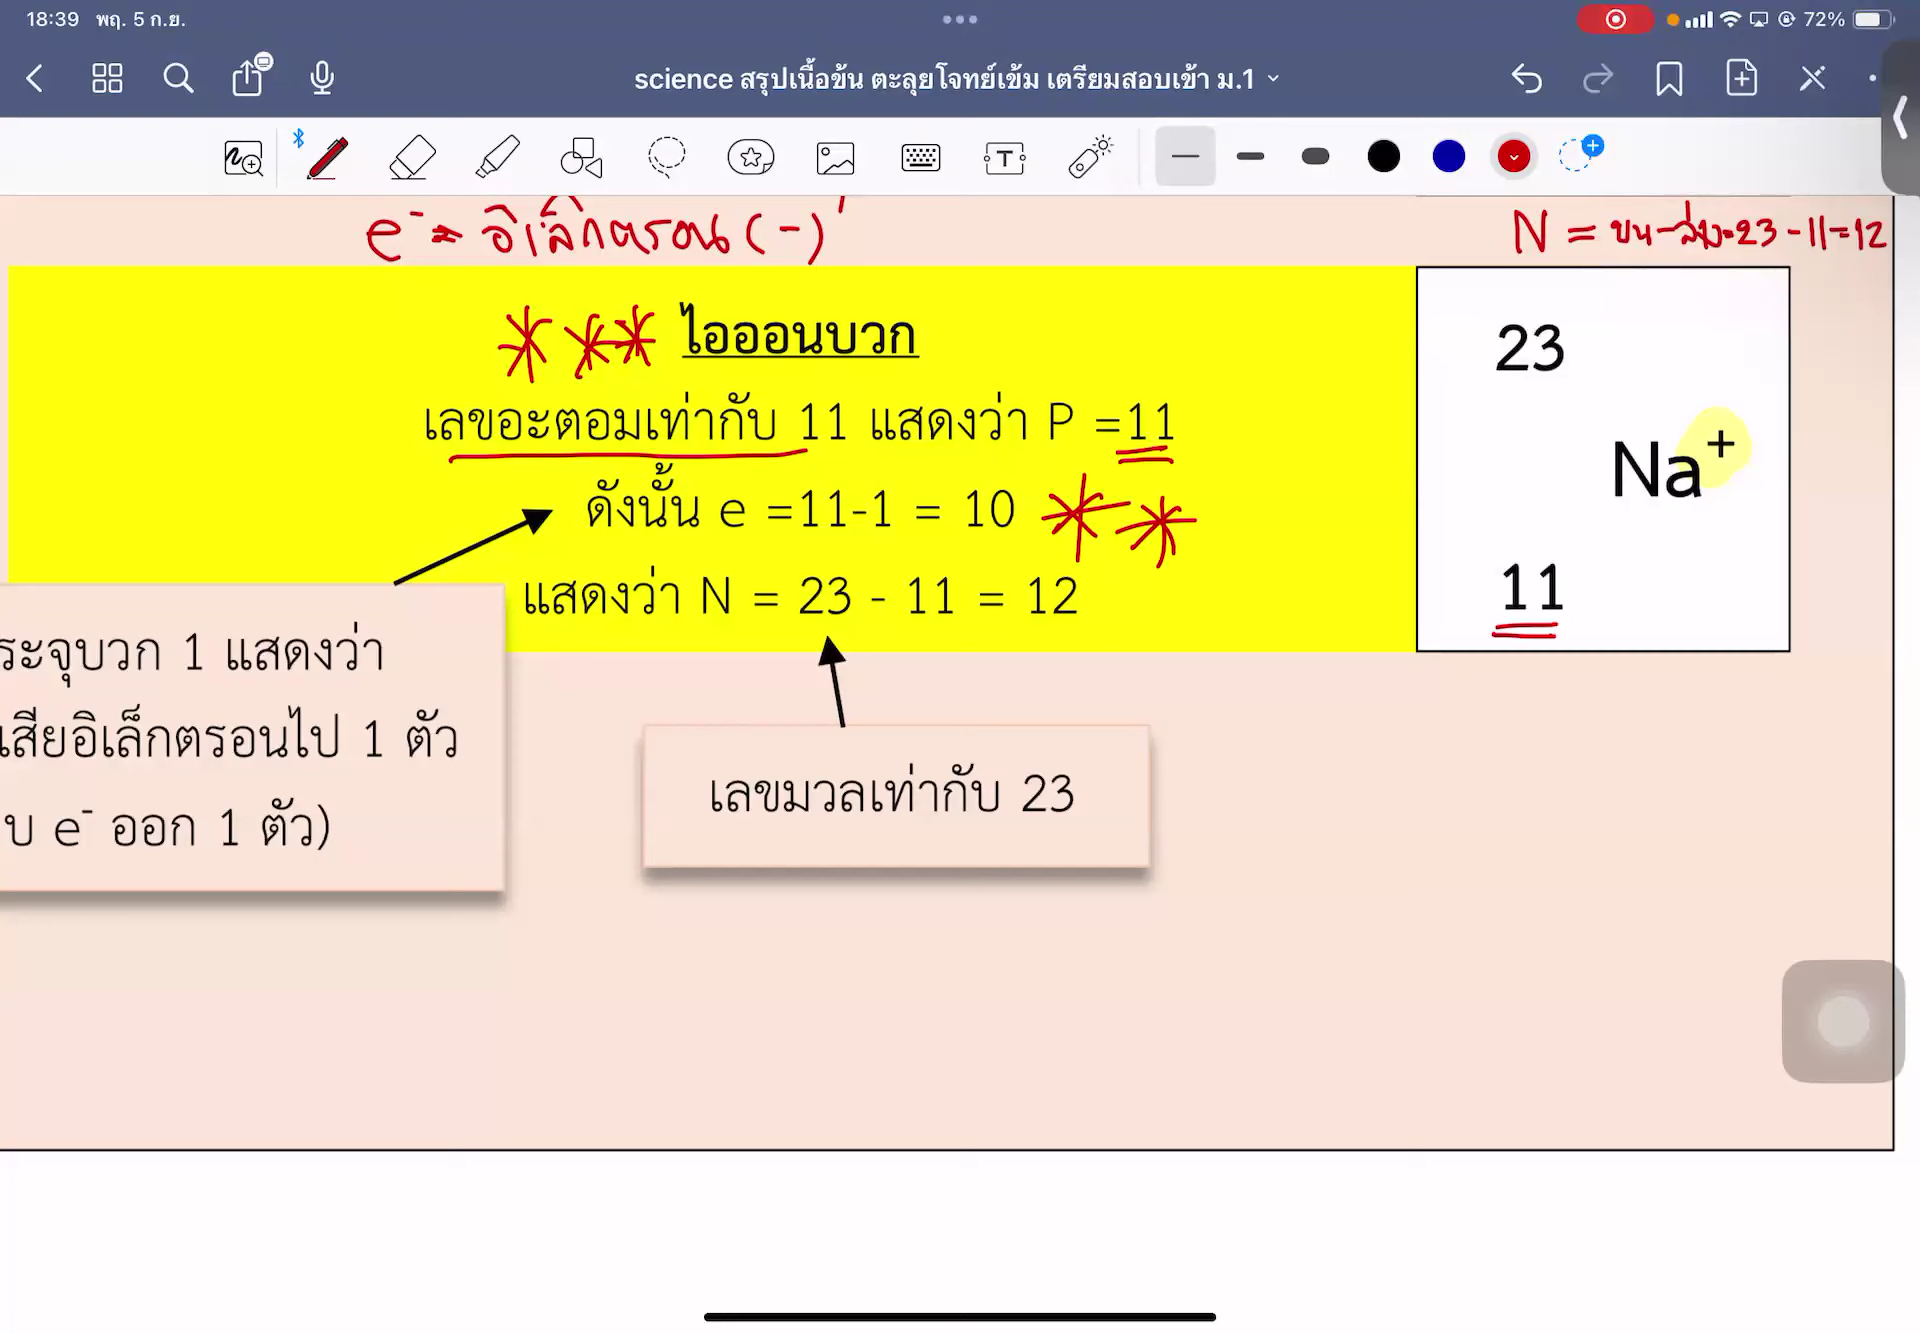 18:39 พฤ. 5 ก.ย.
72%
science สรุปเนื้อข้น ตะลุยโจทย์เข้ม เตรียมสอบเข้า ม.1
e⁻ = อิเล็กตรอน (-)
N = บน-ล่าง=23-11=12
ไอออนบวก
เลขอะตอมเท่ากับ 11 แสดงว่า P =11
ดังนั้น e =11-1 = 10
แสดงว่า N = 23 - 11 = 12
23
Na⁺
11
ระจุบวก 1 แสดงว่า
เสียอิเล็กตรอนไป 1 ตัว
บ e⁻ ออก 1 ตัว)
เลขมวลเท่ากับ 23